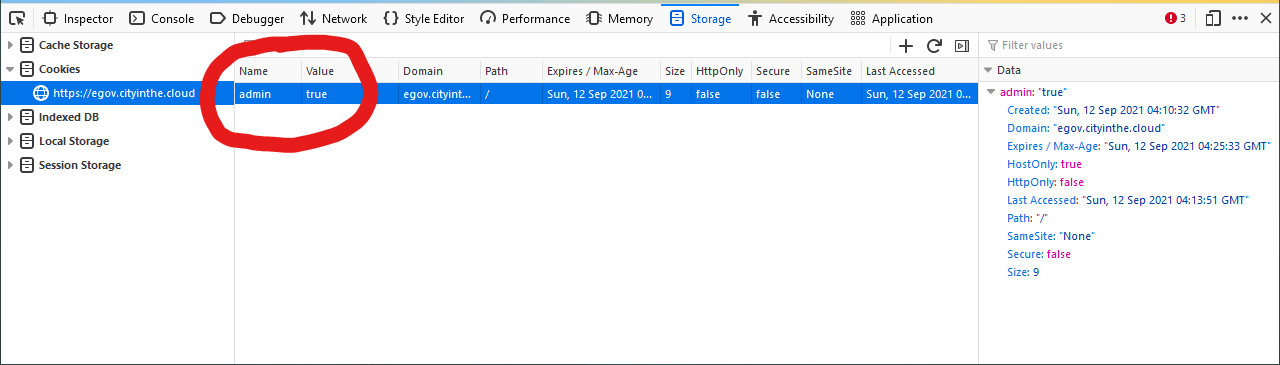 Inspector Console Debugger Network Style Editor Performance Memory Storage Accessibility Application 3
Cache Storage
Cookies
https://egov.cityinthe.cloud
Indexed DB
Local Storage
Session Storage
Name Value Domain Path Expires / Max-Age Size HttpOnly Secure SameSite Last Accessed
admin true egov.cityint... / Sun, 12 Sep 2021 0... 9 false false None Sun, 12 Sep 2021 0...
Filter values
Data
admin: "true"
Created: "Sun, 12 Sep 2021 04:10:32 GMT"
Domain: "egov.cityinthe.cloud"
Expires / Max-Age: "Sun, 12 Sep 2021 04:25:33 GMT"
HostOnly: true
HttpOnly: false
Last Accessed: "Sun, 12 Sep 2021 04:13:51 GMT"
Path: "/"
SameSite: "None"
Secure: false
Size: 9